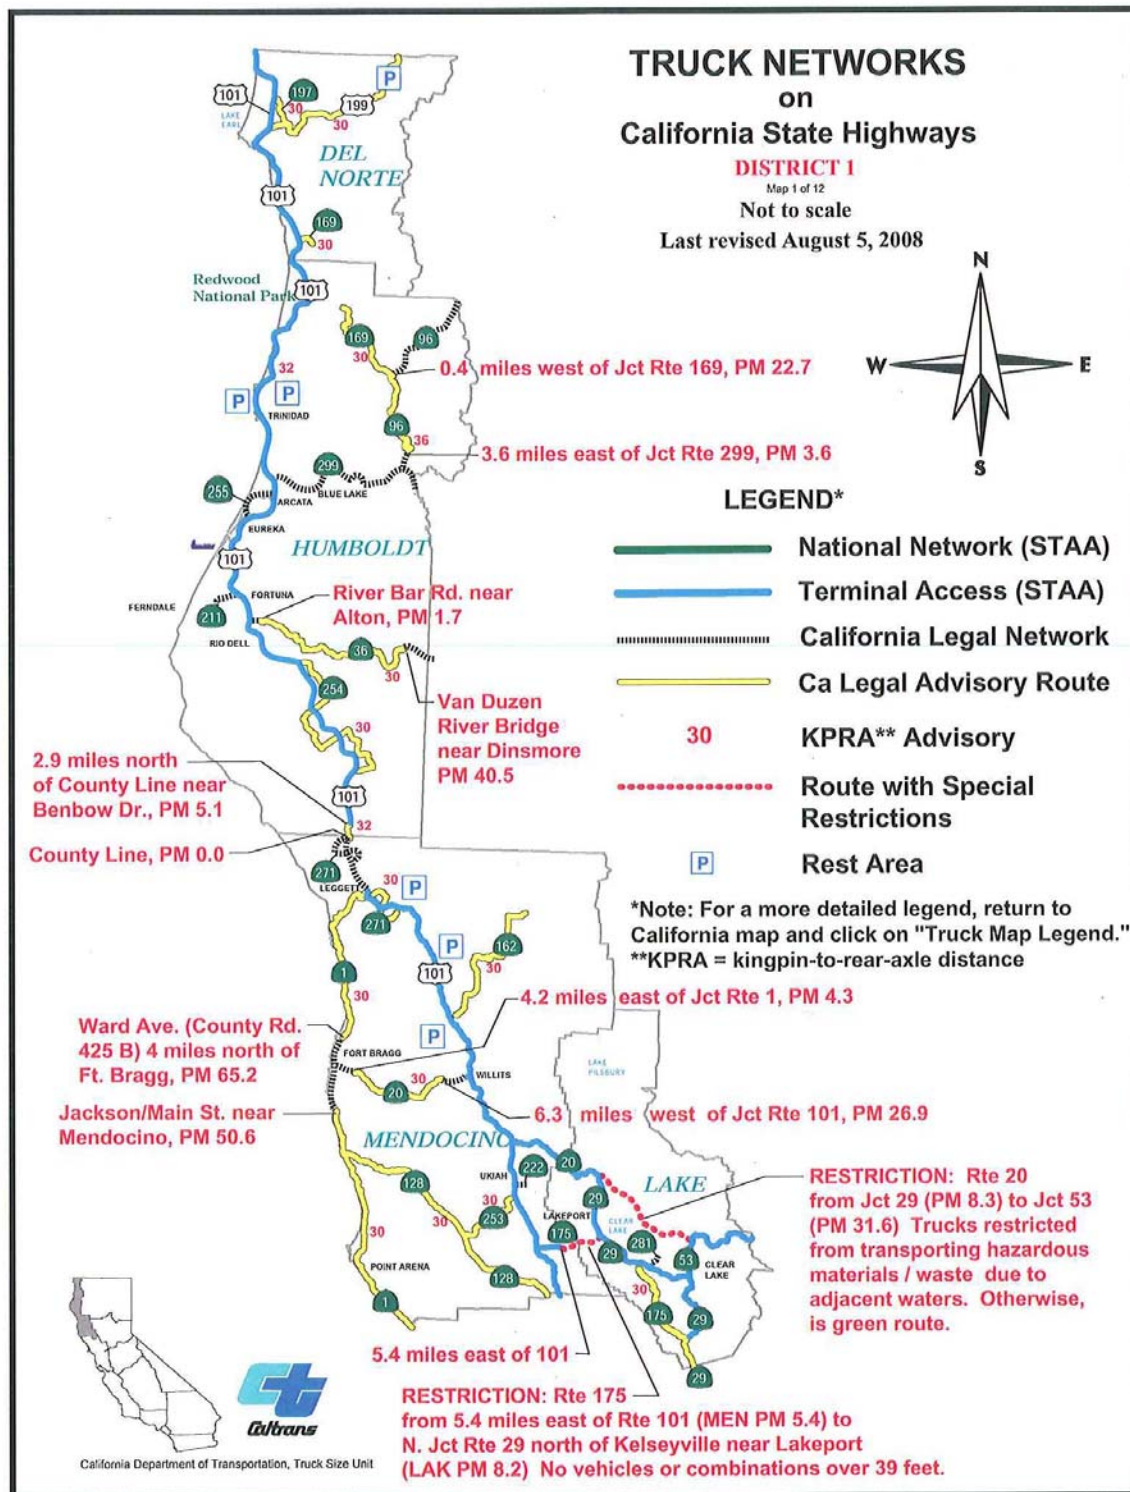 TRUCK NETWORKS
on
California State Highways
DISTRICT 1
Map 1 of 12
Not to scale
Last revised August 5, 2008
N
W
E
S
101
LAKE
EARL
197
30
199
30
P
DEL
NORTE
101
169
30
Redwood
National Park
101
169
30
96
0.4 miles west of Jct Rte 169, PM 22.7
32
P
P
TRINIDAD
96
36
3.6 miles east of Jct Rte 299, PM 3.6
299
255
ARCATA
BLUE LAKE
EUREKA
101
HUMBOLDT
FERNDALE
211
FORTUNA
River Bar Rd. near
Alton, PM 1.7
RIO DELL
36
30
254
Van Duzen
River Bridge
near Dinsmore
PM 40.5
30
2.9 miles north
of County Line near
Benbow Dr., PM 5.1
101
32
County Line, PM 0.0
271
LEGGETT
30
P
271
P
162
101
30
1
30
4.2 miles east of Jct Rte 1, PM 4.3
Ward Ave. (County Rd.
425 B) 4 miles north of
Ft. Bragg, PM 65.2
P
FORT BRAGG
30
WILLITS
20
6.3 miles west of Jct Rte 101, PM 26.9
Jackson/Main St. near
Mendocino, PM 50.6
LAKE
PILSBURY
MENDOCINO
20
222
UKIAH
128
30
253
30
29
LAKE
LAKEPORT
CLEAR
LAKE
175
29
281
53
CLEAR
LAKE
30
POINT ARENA
128
30
175
29
1
29
RESTRICTION: Rte 20
from Jct 29 (PM 8.3) to Jct 53
(PM 31.6) Trucks restricted
from transporting hazardous
materials / waste due to
adjacent waters. Otherwise,
is green route.
5.4 miles east of 101
RESTRICTION: Rte 175
from 5.4 miles east of Rte 101 (MEN PM 5.4) to
N. Jct Rte 29 north of Kelseyville near Lakeport
(LAK PM 8.2) No vehicles or combinations over 39 feet.
LEGEND*
National Network (STAA)
Terminal Access (STAA)
California Legal Network
Ca Legal Advisory Route
30 KPRA** Advisory
Route with Special
Restrictions
P Rest Area
*Note: For a more detailed legend, return to
California map and click on "Truck Map Legend."
**KPRA = kingpin-to-rear-axle distance
ct
Caltrans
California Department of Transportation, Truck Size Unit